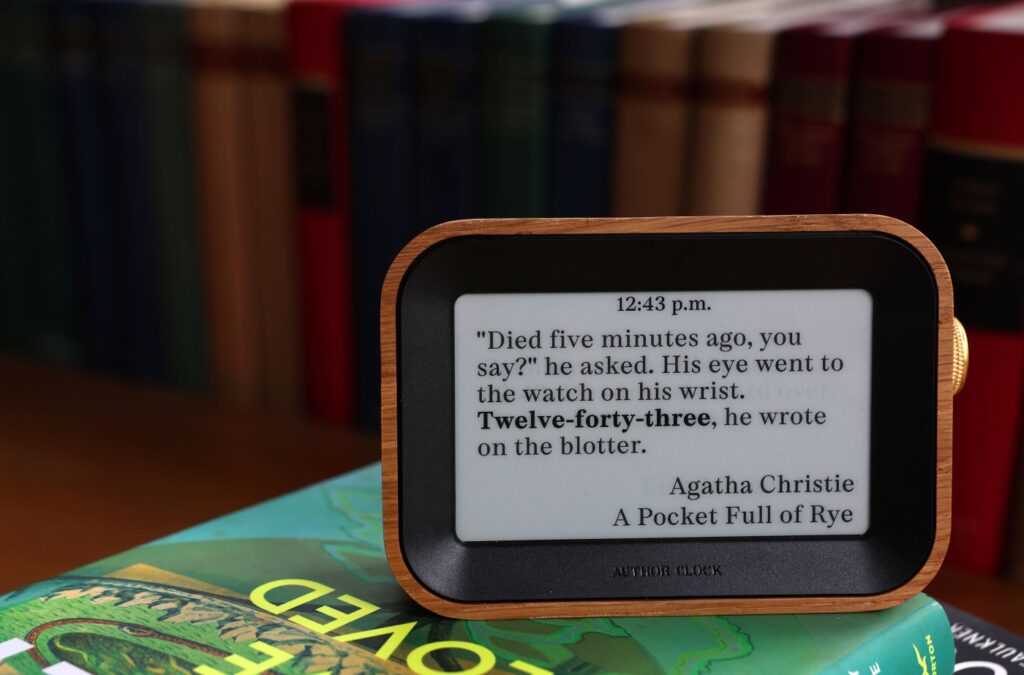 12:43 p.m.
"Died five minutes ago, you
say?" he asked. His eye went to
the watch on his wrist.
Twelve-forty-three, he wrote
on the blotter.
Agatha Christie
A Pocket Full of Rye
AUTHOR CLOCK
LOVED